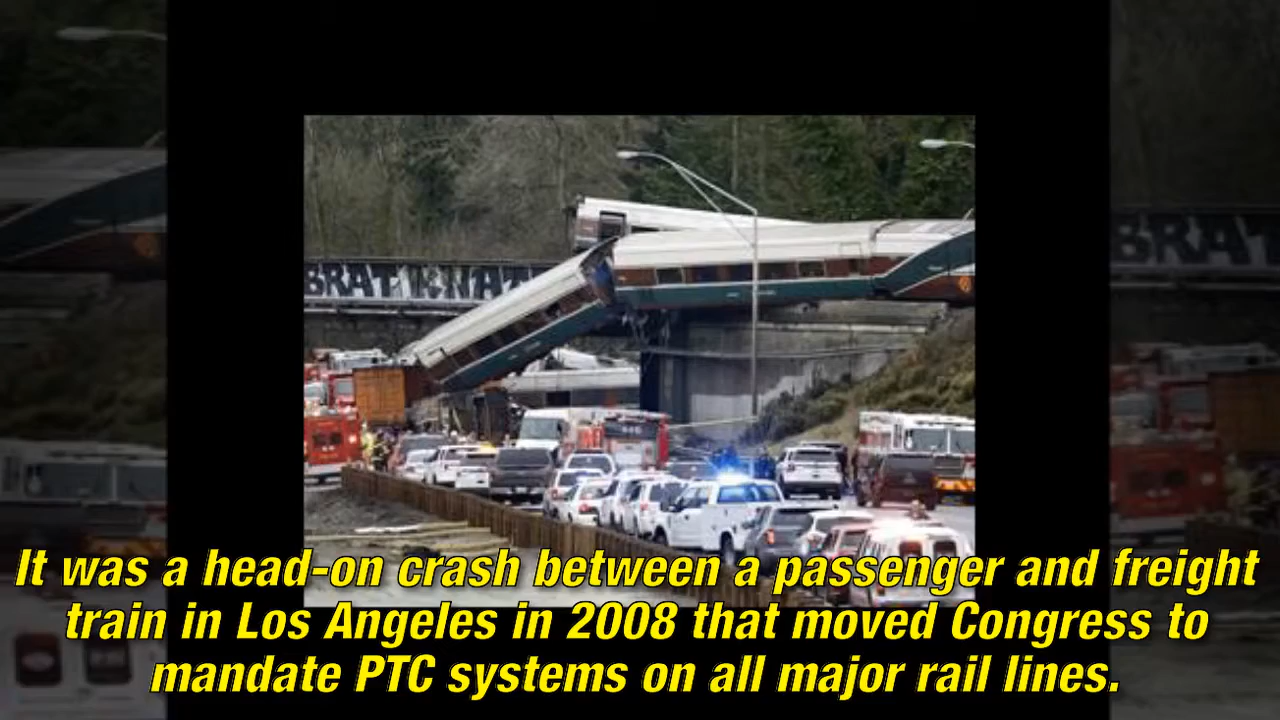 BRAT KNAT
It was a head-on crash between a passenger and freight
train in Los Angeles in 2008 that moved Congress to
mandate PTC systems on all major rail lines.